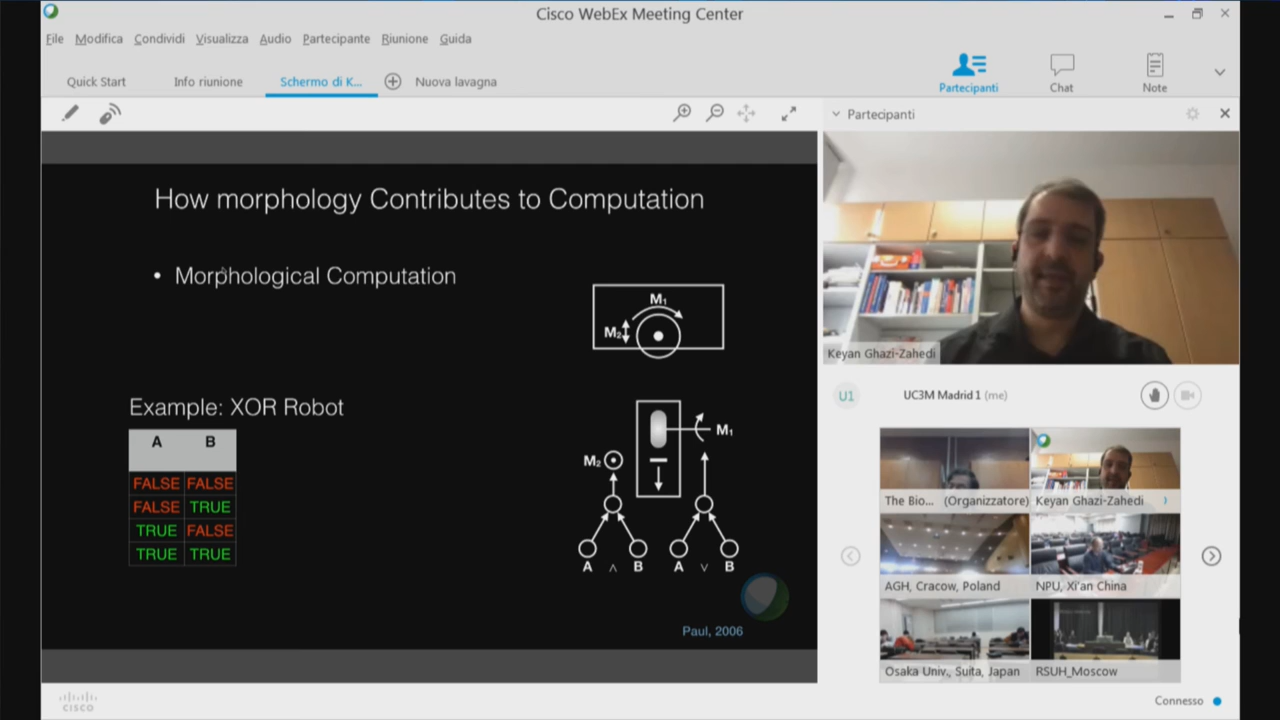 Cisco WebEx Meeting Center
File Modifica Condividi Visualizza Audio Partecipante Riunione Guida
Quick Start Info riunione Schermo di K... Nuova lavagna
Partecipanti Chat Note
Partecipanti
How morphology Contributes to Computation
• Morphological Computation
M1
M2
Example: XOR Robot
A B
FALSE FALSE
FALSE TRUE
TRUE FALSE
TRUE TRUE
M1
M2
A ∧ B A ∨ B
Paul, 2006
Keyan Ghazi-Zahedi
U1 UC3M Madrid 1 (me)
The Bio... (Organizzatore) Keyan Ghazi-Zahedi
AGH, Cracow, Poland NPU, Xi'an China
Osaka Univ., Suita, Japan RSUH_Moscow
CISCO
Connesso